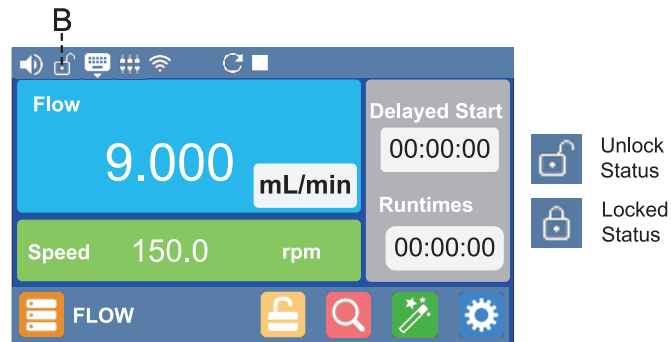 B
Flow
9.000 mL/min
Speed 150.0 rpm
Delayed Start
00:00:00
Runtimes
00:00:00
FLOW
Unlock
Status
Locked
Status